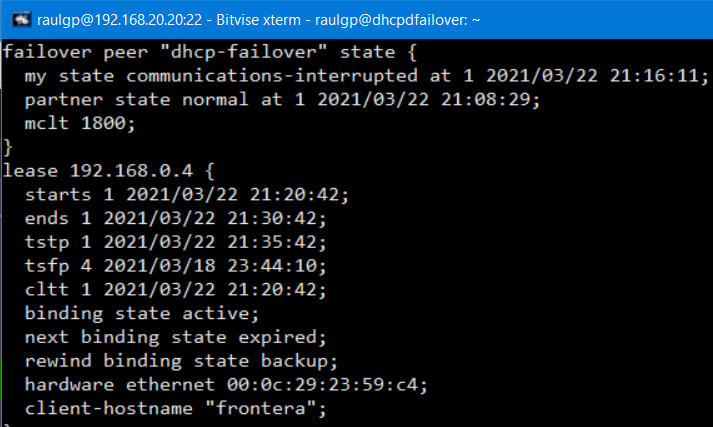 raulgp@192.168.20.20:22 - Bitvise xterm - raulgp@dhcpdfailover: ~
failover peer "dhcp-failover" state {
  my state communications-interrupted at 1 2021/03/22 21:16:11;
  partner state normal at 1 2021/03/22 21:08:29;
  mclt 1800;
}
lease 192.168.0.4 {
  starts 1 2021/03/22 21:20:42;
  ends 1 2021/03/22 21:30:42;
  tstp 1 2021/03/22 21:35:42;
  tsfp 4 2021/03/18 23:44:10;
  cltt 1 2021/03/22 21:20:42;
  binding state active;
  next binding state expired;
  rewind binding state backup;
  hardware ethernet 00:0c:29:23:59:c4;
  client-hostname "frontera";
}